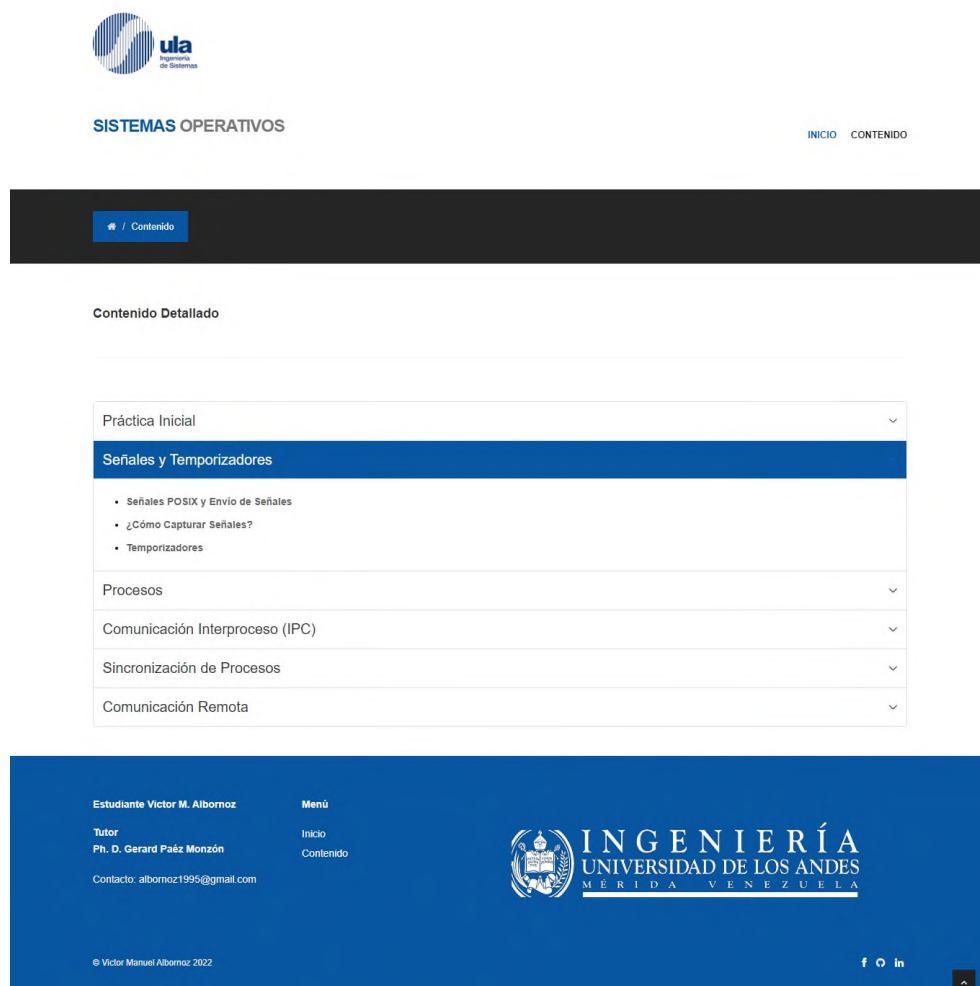 ula
Ingeniería
de Sistemas
SISTEMAS OPERATIVOS
INICIO CONTENIDO
/ Contenido
Contenido Detallado
Práctica Inicial
Señales y Temporizadores
Señales POSIX y Envío de Señales
¿Cómo Capturar Señales?
Temporizadores
Procesos
Comunicación Interproceso (IPC)
Sincronización de Procesos
Comunicación Remota
Estudiante Victor M. Albornoz
Tutor
Ph. D. Gerard Paéz Monzón
Contacto: albornoz1995@gmail.com
Menú
Inicio
Contenido
INGENIERÍA
UNIVERSIDAD DE LOS ANDES
MÉRIDA VENEZUELA
© Victor Manuel Albornoz 2022